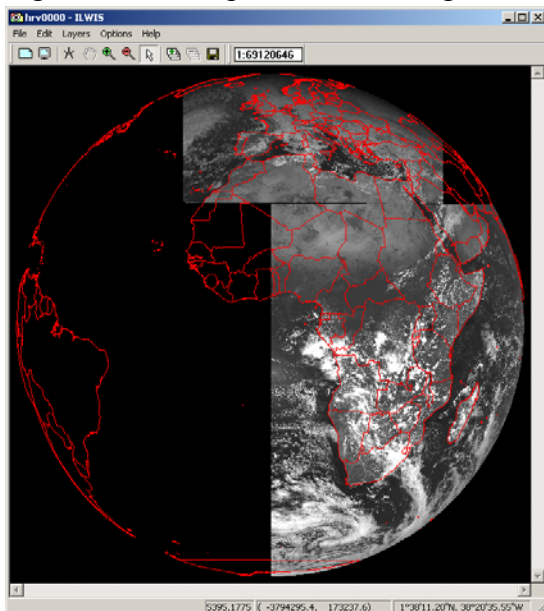 hrv0000 - ILWIS
File Edit Layers Options Help
1:69120646
5395.1775 ( -3794295.4, 173237.6) 1°38'11.20"N, 38°20'35.55"W